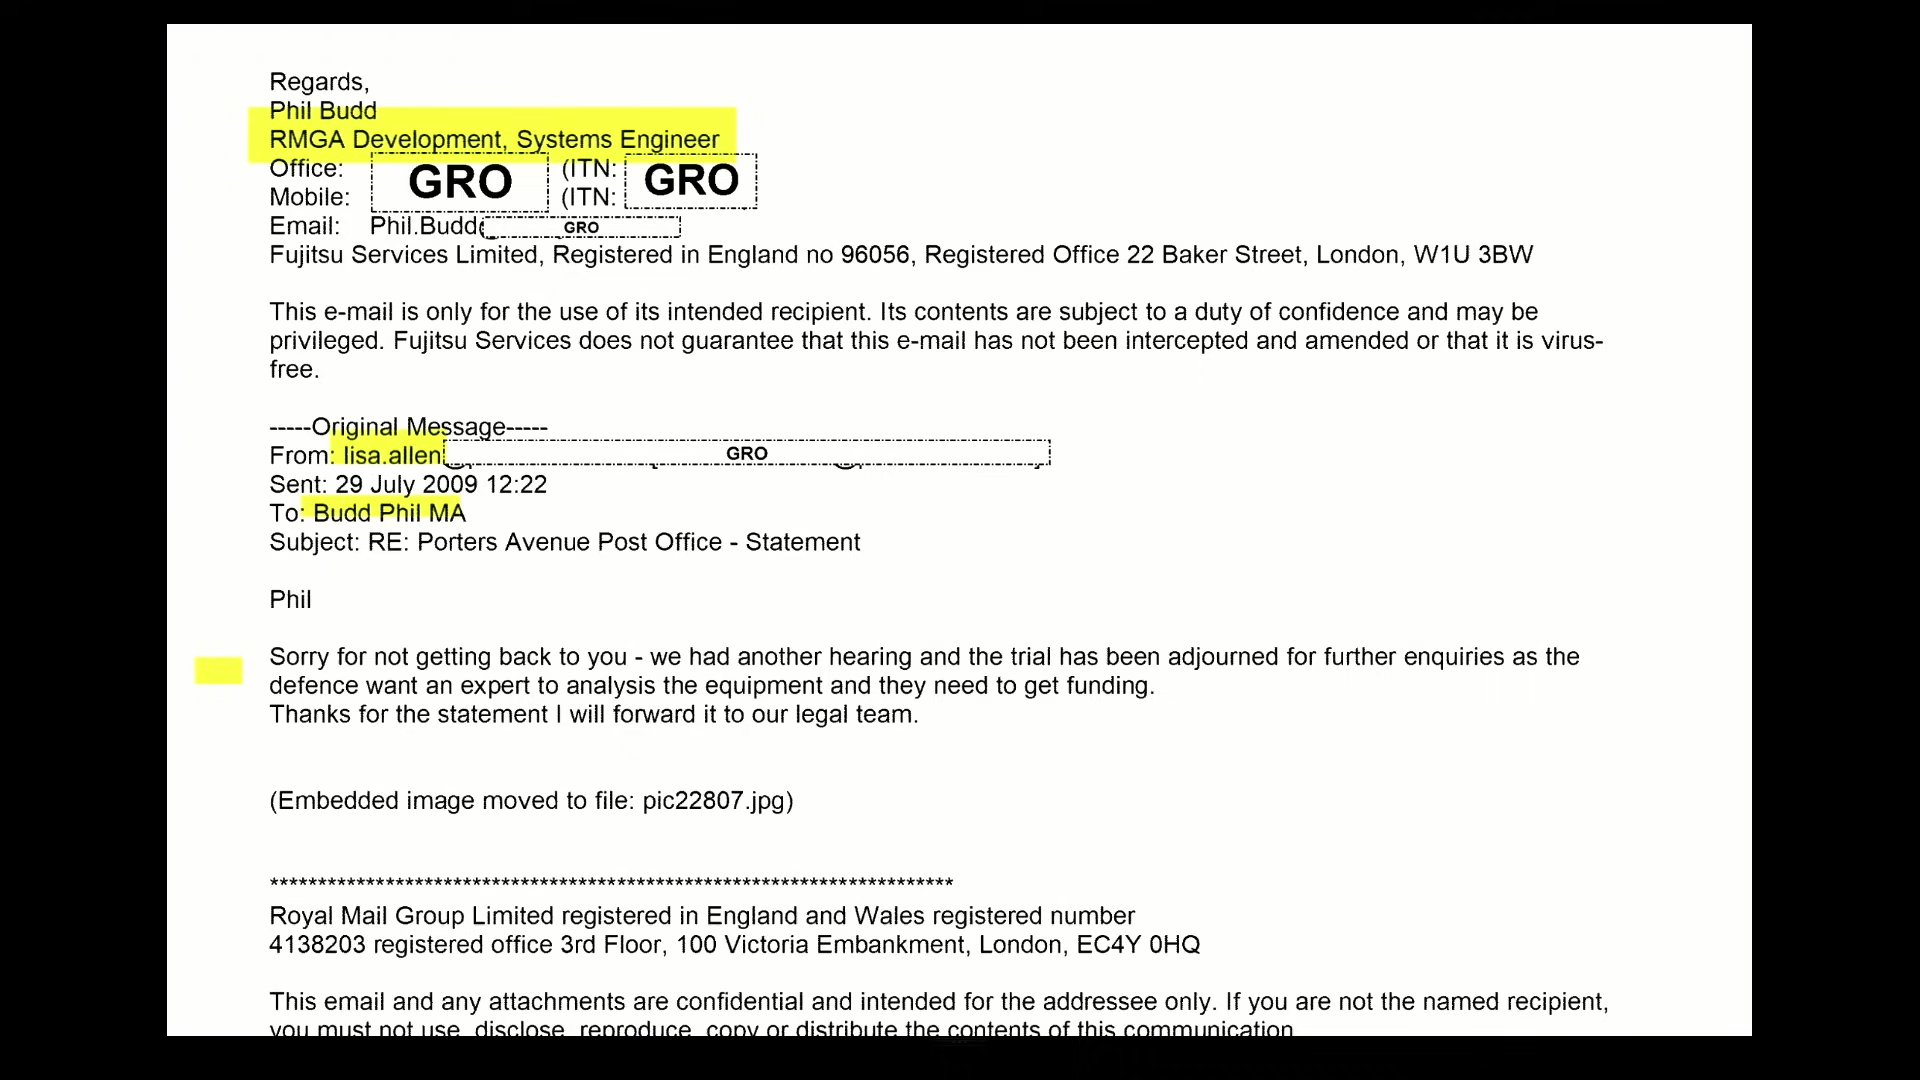 Regards,
Phil Budd
RMGA Development, Systems Engineer
Office: GRO (ITN: GRO
Mobile: (ITN:
Email: Phil.Budd GRO
Fujitsu Services Limited, Registered in England no 96056, Registered Office 22 Baker Street, London, W1U 3BW
This e-mail is only for the use of its intended recipient. Its contents are subject to a duty of confidence and may be
privileged. Fujitsu Services does not guarantee that this e-mail has not been intercepted and amended or that it is virus-
free.
-----Original Message-----
From: lisa.allen GRO
Sent: 29 July 2009 12:22
To: Budd Phil MA
Subject: RE: Porters Avenue Post Office - Statement
Phil
Sorry for not getting back to you - we had another hearing and the trial has been adjourned for further enquiries as the
defence want an expert to analysis the equipment and they need to get funding.
Thanks for the statement I will forward it to our legal team.
(Embedded image moved to file: pic22807.jpg)
**********************************************************************
Royal Mail Group Limited registered in England and Wales registered number
4138203 registered office 3rd Floor, 100 Victoria Embankment, London, EC4Y 0HQ
This email and any attachments are confidential and intended for the addressee only. If you are not the named recipient,
you must not use, disclose, reproduce, copy or distribute the contents of this communication.